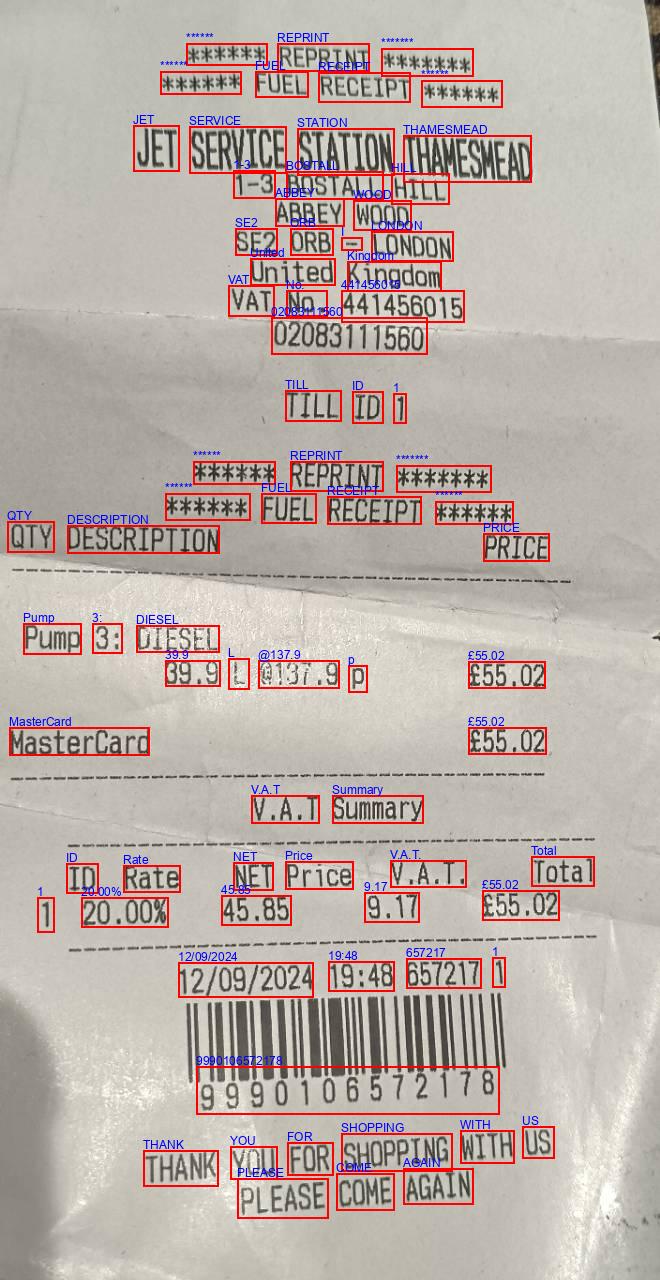 ****** REPRINT *******
****** FUEL RECEIPT ******
JET SERVICE STATION THAMESMEAD
1-3 BOSTALL HILL
ABBEY WOOD
SE2 ORB - LONDON
United Kingdom
VAT No. 441456015
02083111560
TILL ID 1
****** REPRINT *******
****** FUEL RECEIPT ******
QTY DESCRIPTION PRICE
Pump 3: DIESEL
39.9 L @137.9 p £55.02
MasterCard £55.02
V.A.T Summary
ID Rate NET Price V.A.T. Total
1 20.00% 45.85 9.17 £55.02
12/09/2024 19:48 657217 1
9990106572178
THANK YOU FOR SHOPPING WITH US
PLEASE COME AGAIN